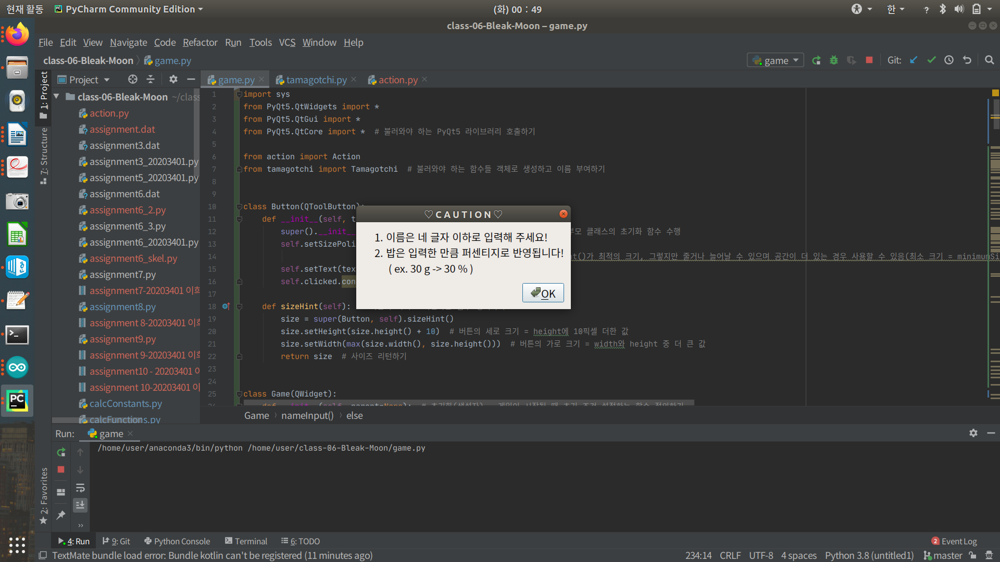 현재 활동
PyCharm Community Edition
(화) 00 : 49
한
class-06-Bleak-Moon – game.py
File Edit View Navigate Code Refactor Run Tools VCS Window Help
class-06-Bleak-Moon
game.py
game
Git:
1: Project
7: Structure
2: Favorites
Project
class-06-Bleak-Moon ~/class
action.py
assignment.dat
assignment3.dat
assignment3_20203401.py
assignment5_20203401.py
assignment6.dat
assignment6_2.py
assignment6_3.py
assignment6_20203401.py
assignment6_skel.py
assignment7.py
assignment7-20203401
assignment8.py
assignment 8-20203401
assignment9.py
assignment 9-20203401
assignment10 - 20203401
assignment 10-20203401
calcConstants.py
calcFunctions.py
game.py
tamagotchi.py
action.py
1 import sys
2 from PyQt5.QtWidgets import *
3 from PyQt5.QtGui import *
4 from PyQt5.QtCore import *  # 불러와야 하는 PyQt5 라이브러리 호출하기
5
6 from action import Action
7 from tamagotchi import Tamagotchi  # 불러와야 하는 함수들 객체로 생성하고 이름 부여하기
8
9
10 class Button(QToolButton):
11 def __init__(self, t
12 super().__init__ 부모 클래스의 초기화 함수 수행
13 self.setSizePoli
14 t()가 최적의 크기, 그렇지만 줄거나 늘어날 수 있으며 공간이 더 있는 경우 사용할 수 있음(최소 크기 = minimumSi
15 self.setText(tex
16 self.clicked.con
17
18 def sizeHint(self):
19 size = super(Button, self).sizeHint()
20 size.setHeight(size.height() + 10)  # 버튼의 세로 크기 = height에 10픽셀 더한 값
21 size.setWidth(max(size.width(), size.height()))  # 버튼의 가로 크기 = width와 height 중 더 큰 값
22 return size  # 사이즈 리턴하기
23
24
25 class Game(QWidget):
♡ C A U T I O N ♡
1. 이름은 네 글자 이하로 입력해 주세요!
2. 밥은 입력한 만큼 퍼센티지로 반영됩니다!
( ex. 30 g -> 30 % )
OK
Game
nameInput()
else
Run:
game
/home/user/anaconda3/bin/python /home/user/class-06-Bleak-Moon/game.py
4: Run
9: Git
Python Console
Terminal
6: TODO
2 Event Log
TextMate bundle load error: Bundle kotlin can't be registered (11 minutes ago)
234:14 CRLF UTF-8 4 spaces Python 3.8 (untitled1) master